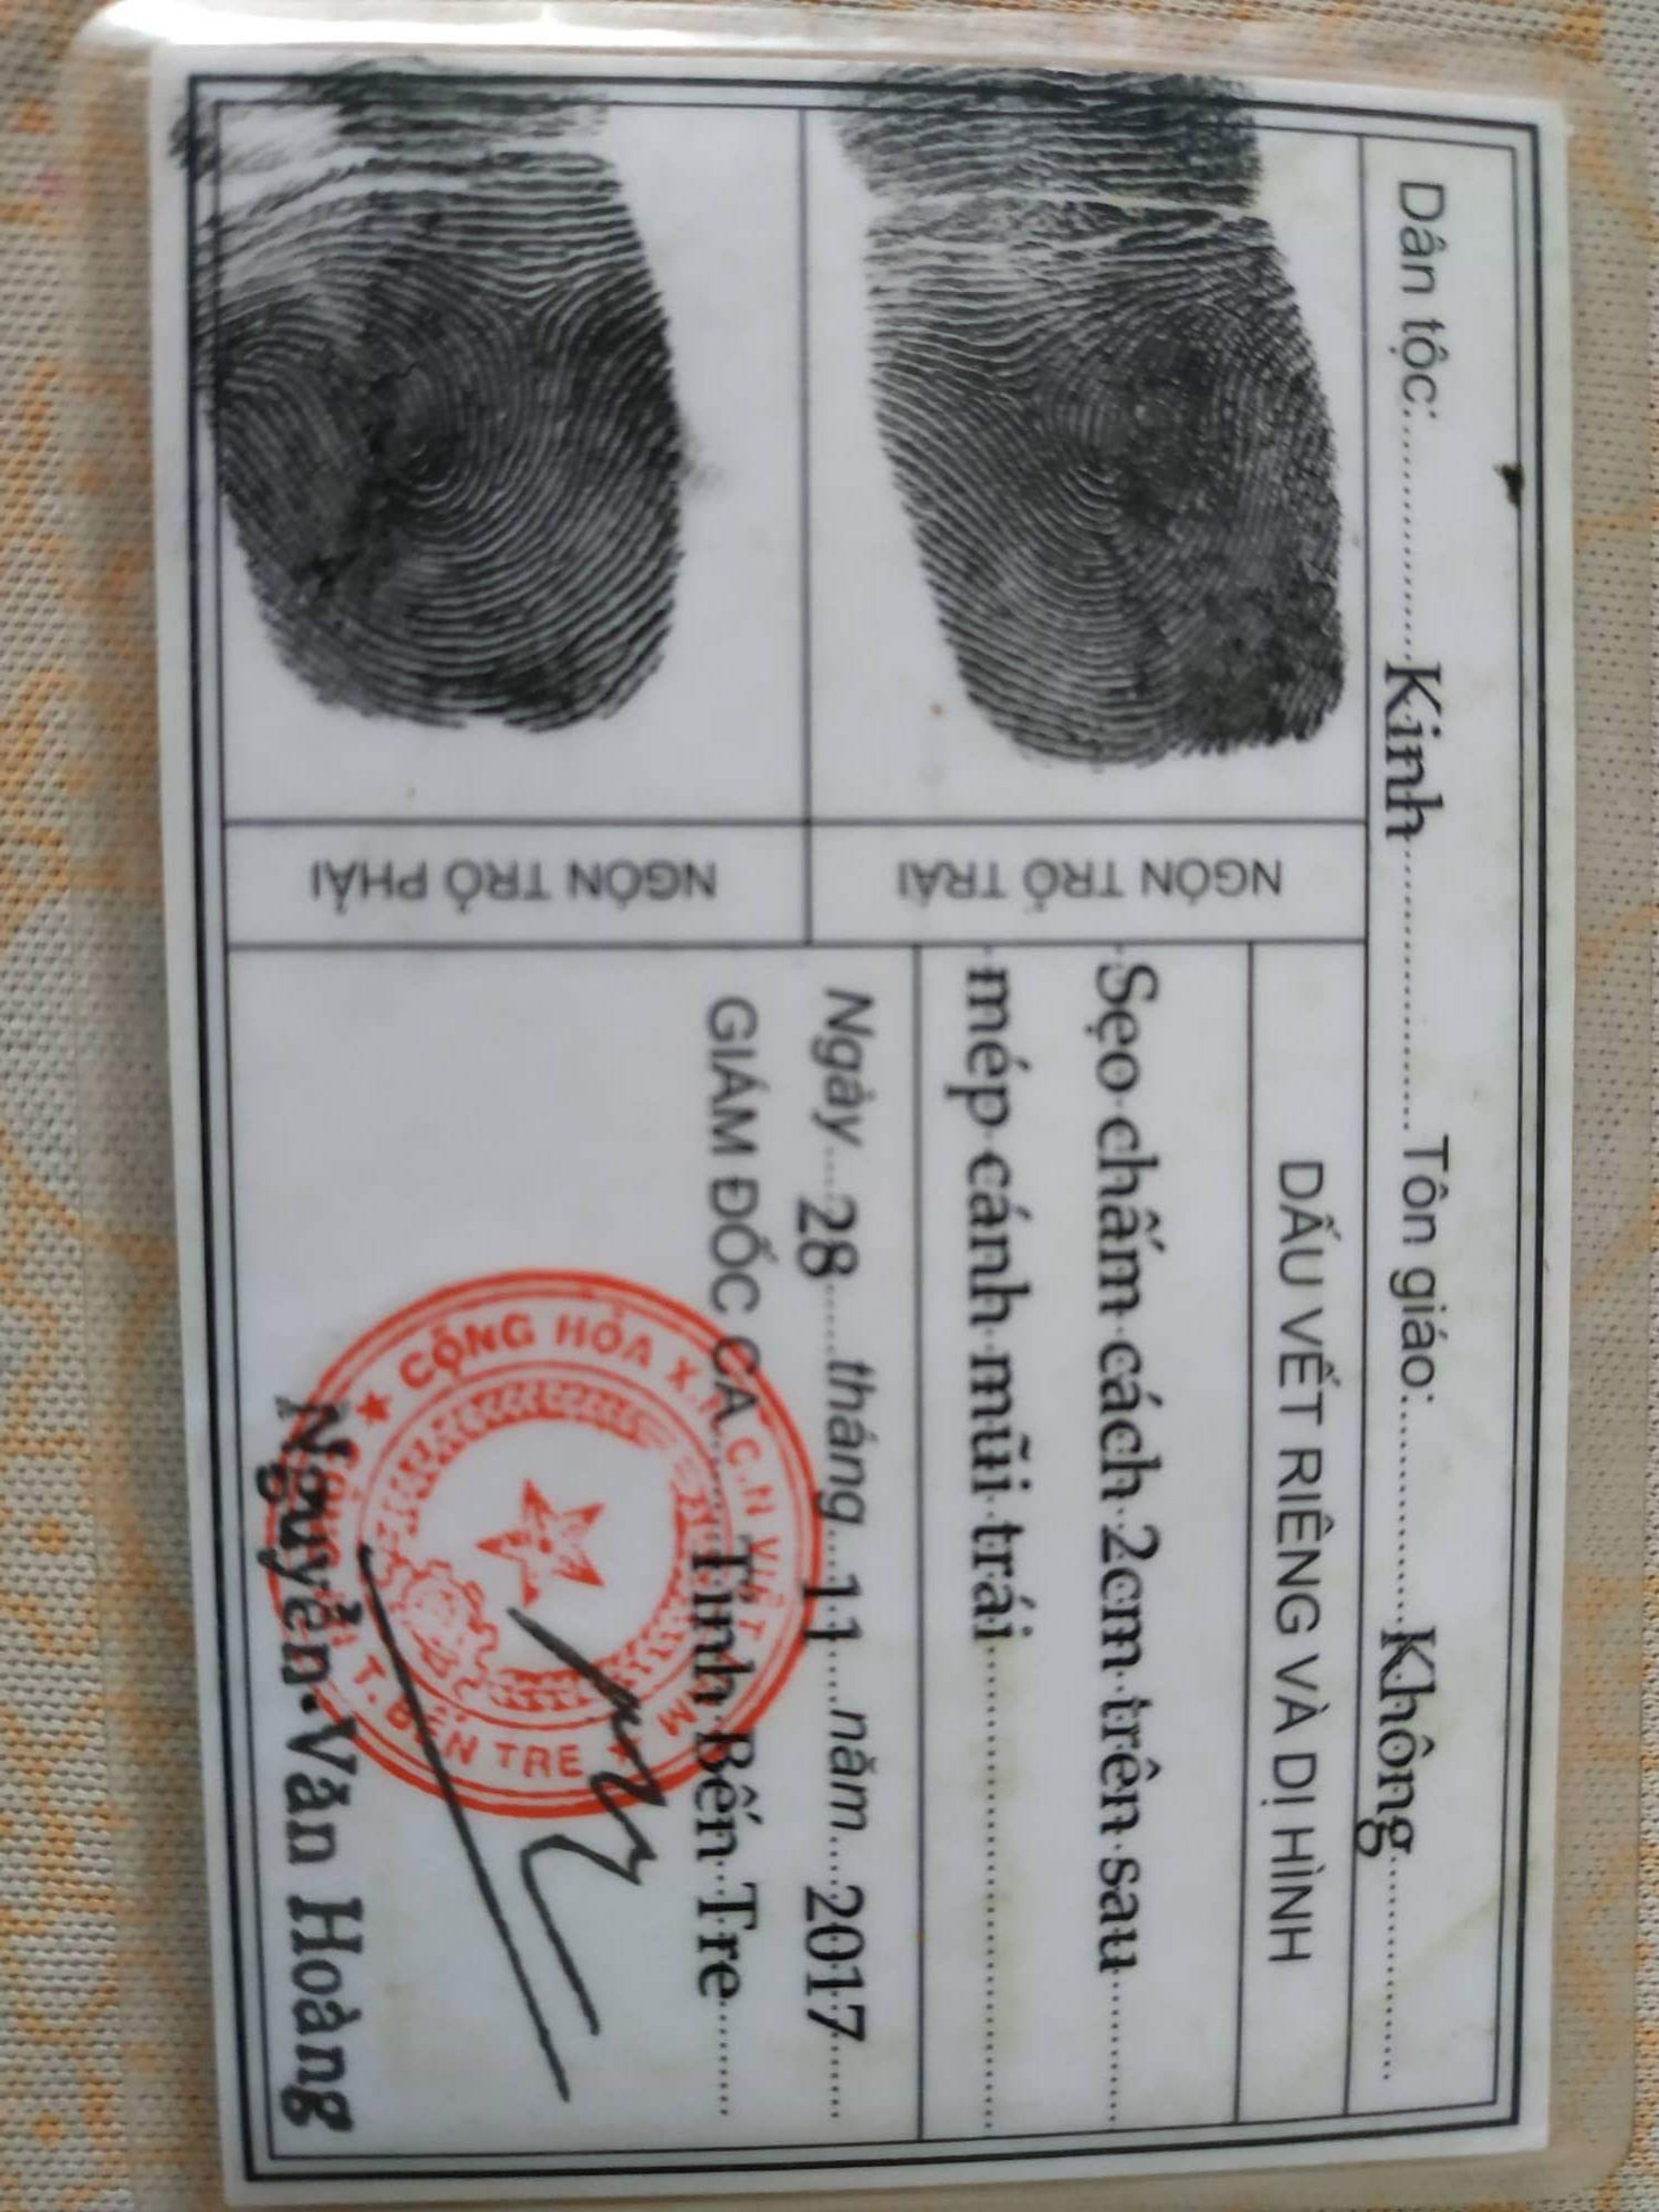 Dân tộc:..........Kinh..........Tôn giáo:..........Không..........
NGÓN TRỎ TRÁI
DẤU VẾT RIÊNG VÀ DỊ HÌNH
Sẹo chấm cách 2cm trên sau
mép cánh mũi trái
NGÓN TRỎ PHẢI
Ngày...28...tháng...11...năm...2017
GIÁM ĐỐC CA Tỉnh Bến Tre
CỘNG HÒA X.H.C.N VIỆT
T.BẾN TRE
Nguyễn Văn Hoàng